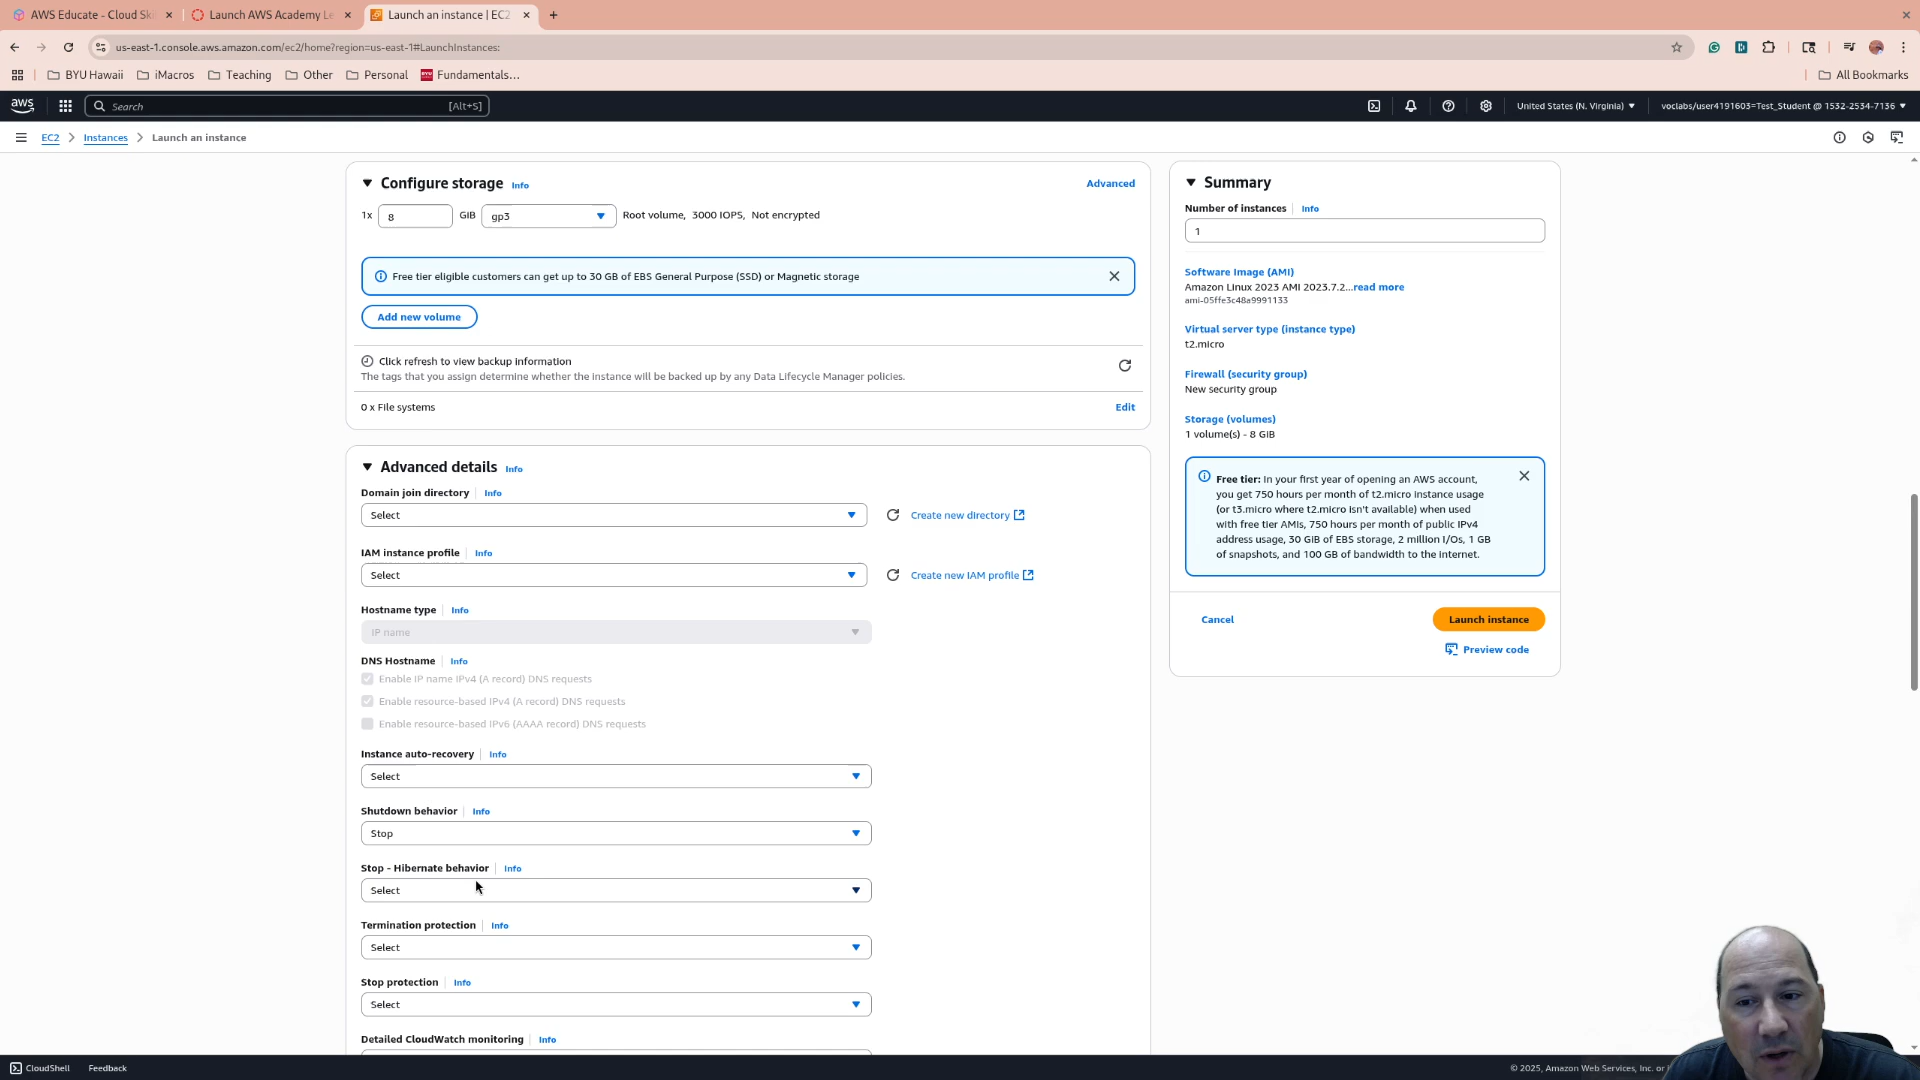 AWS Educate - Cloud Sk
Launch AWS Academy Le
Launch an instance | EC2
us-east-1.console.aws.amazon.com/ec2/home?region=us-east-1#LaunchInstances:
BYU Hawaii
iMacros
Teaching
Other
Personal
Fundamentals...
All Bookmarks
aws
Search
[Alt+S]
United States (N. Virginia)
voclabs/user4191603=Test_Student @ 1532-2534-7136
EC2
Instances
Launch an instance
Configure storage Info
Advanced
1x 8 GiB gp3 Root volume, 3000 IOPS, Not encrypted
Free tier eligible customers can get up to 30 GB of EBS General Purpose (SSD) or Magnetic storage
Add new volume
Click refresh to view backup information
The tags that you assign determine whether the instance will be backed up by any Data Lifecycle Manager policies.
0 x File systems
Edit
Advanced details Info
Domain join directory Info
Select
Create new directory
IAM instance profile Info
Select
Create new IAM profile
Hostname type Info
IP name
DNS Hostname Info
Enable IP name IPv4 (A record) DNS requests
Enable resource-based IPv4 (A record) DNS requests
Enable resource-based IPv6 (AAAA record) DNS requests
Instance auto-recovery Info
Select
Shutdown behavior Info
Stop
Stop - Hibernate behavior Info
Select
Termination protection Info
Select
Stop protection Info
Select
Detailed CloudWatch monitoring Info
Summary
Number of instances Info
1
Software Image (AMI)
Amazon Linux 2023 AMI 2023.7.2...read more
ami-05ffe3c48a9991133
Virtual server type (instance type)
t2.micro
Firewall (security group)
New security group
Storage (volumes)
1 volume(s) - 8 GiB
Free tier: In your first year of opening an AWS account,
you get 750 hours per month of t2.micro instance usage
(or t3.micro where t2.micro isn't available) when used
with free tier AMIs, 750 hours per month of public IPv4
address usage, 30 GiB of EBS storage, 2 million I/Os, 1 GB
of snapshots, and 100 GB of bandwidth to the internet.
Cancel
Launch instance
Preview code
CloudShell
Feedback
© 2025, Amazon Web Services, Inc. or